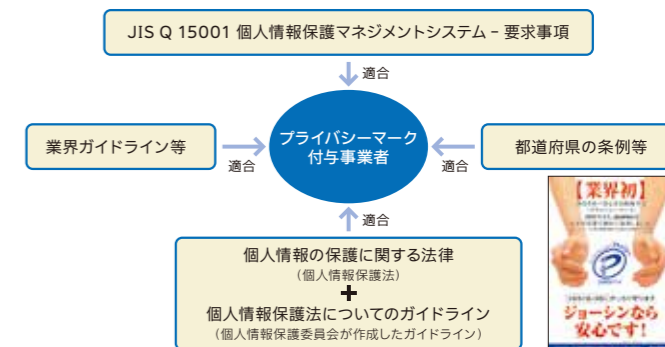 JIS Q 15001 個人情報保護マネジメントシステム – 要求事項
適合
業界ガイドライン等
適合
プライバシーマーク
付与事業者
適合
都道府県の条例等
適合
個人情報の保護に関する法律
(個人情報保護法)
+
個人情報保護法についてのガイドライン
(個人情報保護委員会が作成したガイドライン)
【業界初】
ジョーシンなら
安心です!